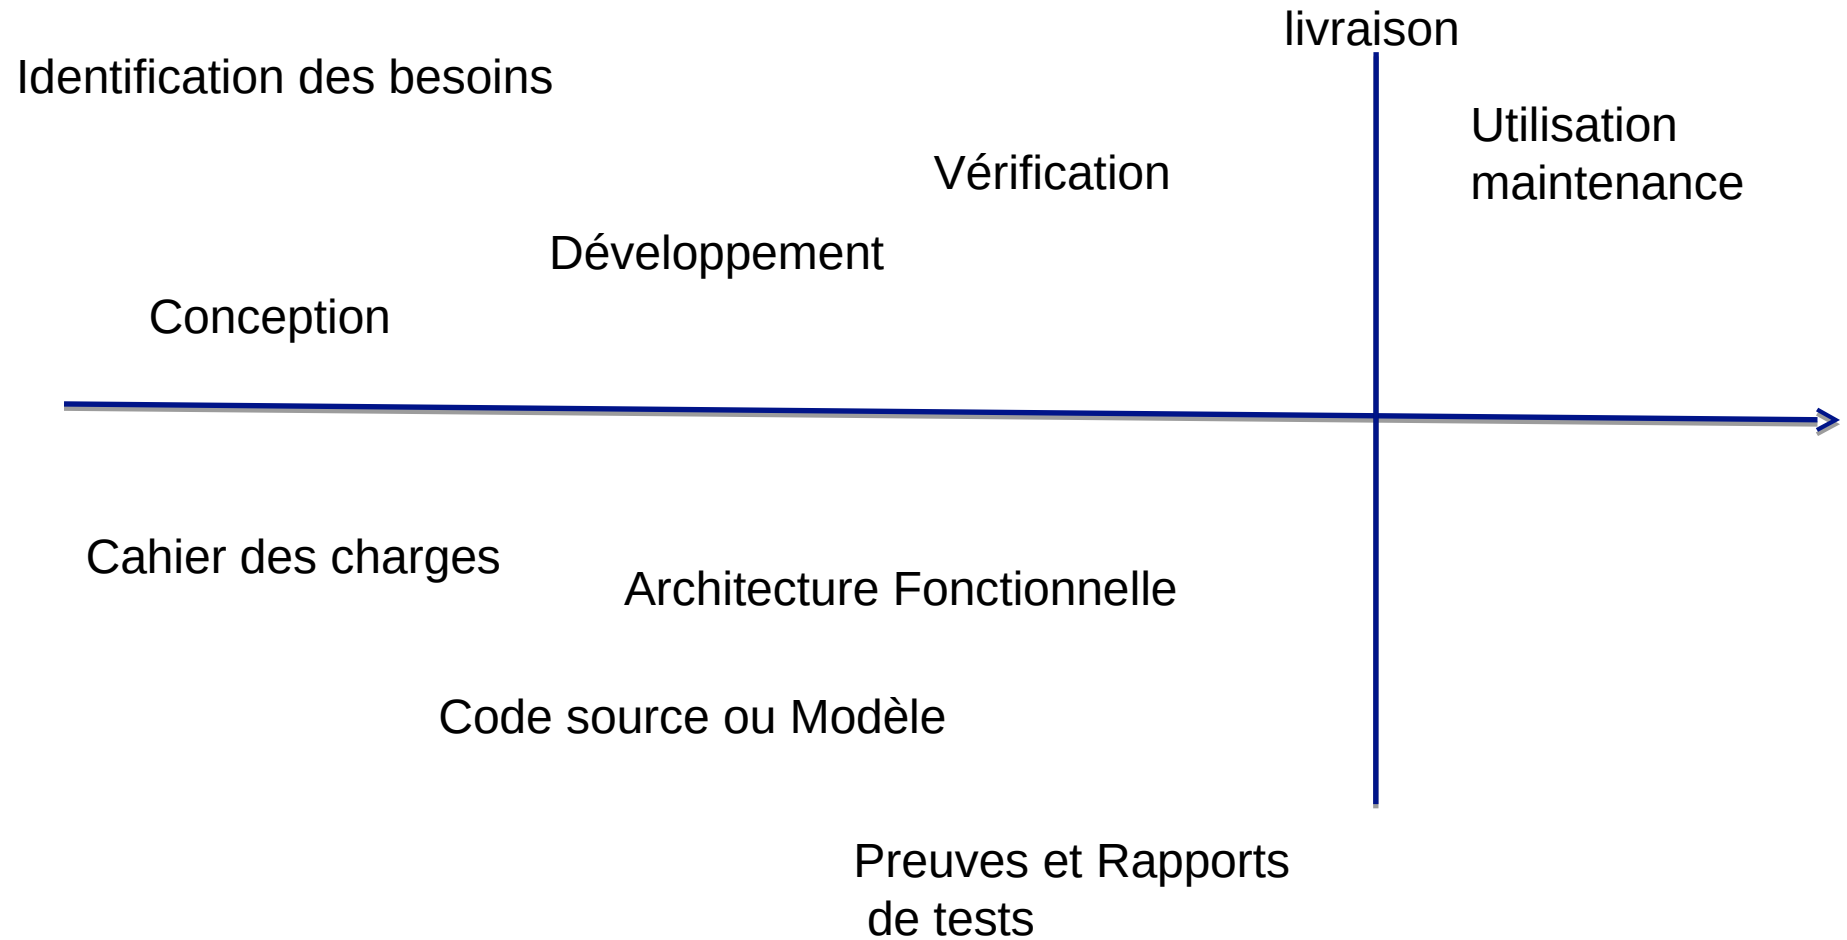 livraison
Identification des besoins
Utilisation
maintenance
Vérification
Développement
Conception
Cahier des charges
Architecture Fonctionnelle
Code source ou Modèle
Preuves et Rapports
de tests